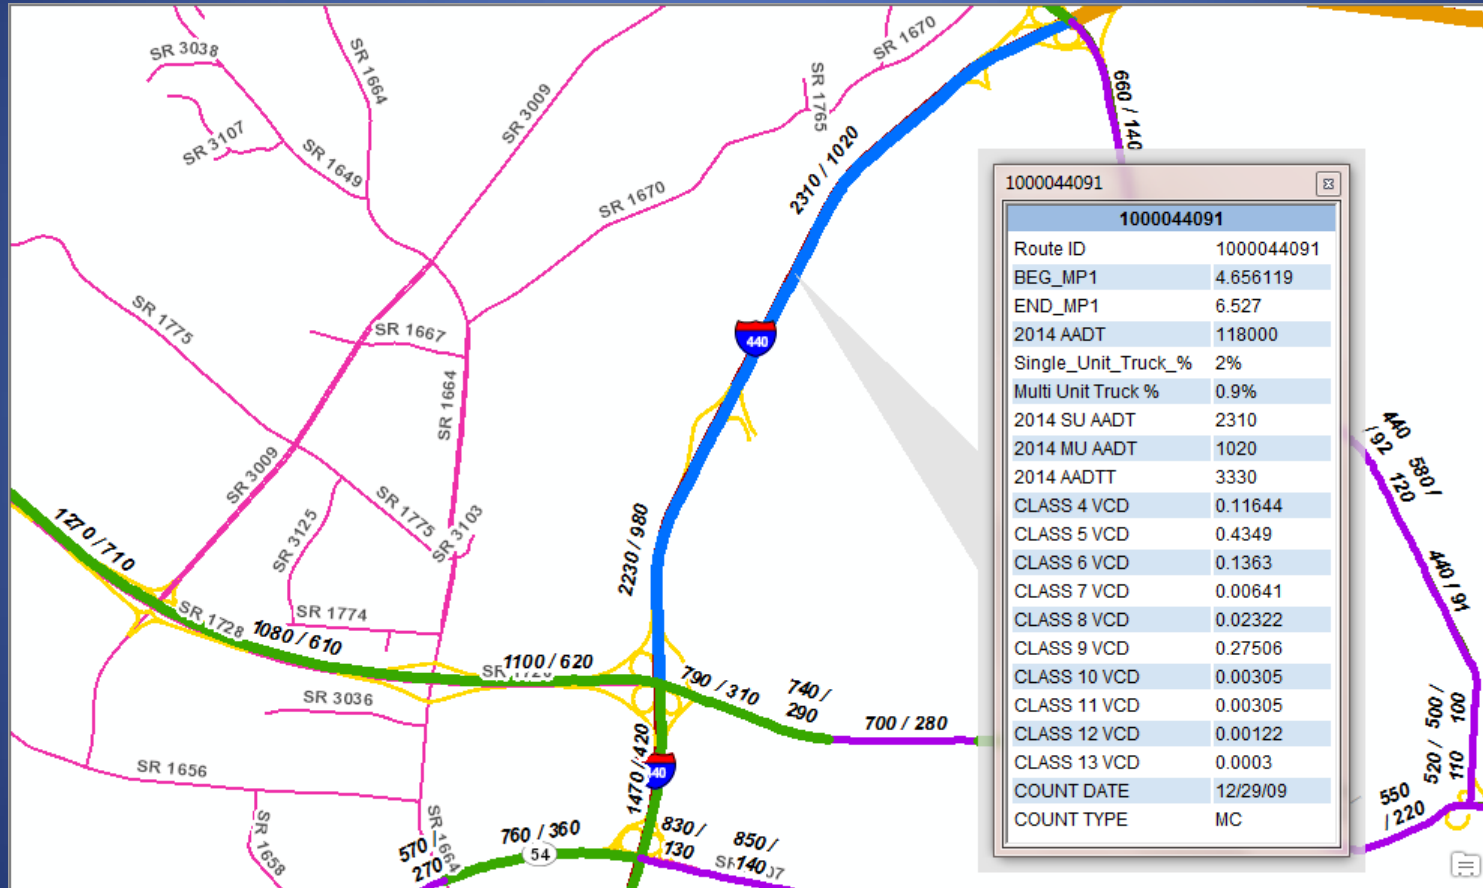 SR 3038
SR 1664
SR 3009
SR 1670
SR 1765
660 / 140
SR 3107
SR 1649
2310 / 1020
SR 1670
SR 1775
SR 1667
440
SR 1664
SR 3009
SR 1775
SR 3103
SR 3125
1270 / 710
2230 / 980
SR 1728
SR 1774
1080 / 610
1100 / 620
SR 1728
790 / 310
740 /
290
700 / 280
SR 3036
1470 / 420
440
SR 1656
SR 1658
SR 1664
570
270
760 / 360
54
830 /
130
850 /
140
1000044091
1000044091
Route ID 1000044091
BEG_MP1 4.656119
END_MP1 6.527
2014 AADT 118000
Single_Unit_Truck_% 2%
Multi Unit Truck % 0.9%
2014 SU AADT 2310
2014 MU AADT 1020
2014 AADTT 3330
CLASS 4 VCD 0.11644
CLASS 5 VCD 0.4349
CLASS 6 VCD 0.1363
CLASS 7 VCD 0.00641
CLASS 8 VCD 0.02322
CLASS 9 VCD 0.27506
CLASS 10 VCD 0.00305
CLASS 11 VCD 0.00305
CLASS 12 VCD 0.00122
CLASS 13 VCD 0.0003
COUNT DATE 12/29/09
COUNT TYPE MC
440
/ 92
580 /
120
440 / 91
500 /
100
520 /
110
550
/ 220